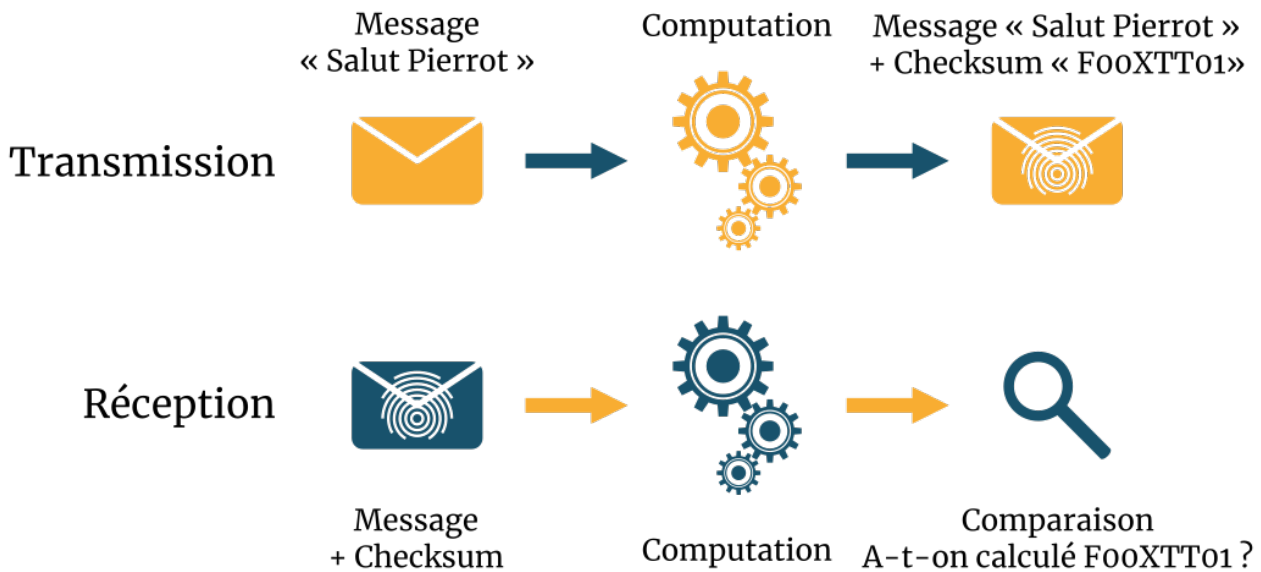 Message
« Salut Pierrot »
Computation
Message « Salut Pierrot »
+ Checksum « F00XTT01»
Transmission
Réception
Message
+ Checksum
Computation
Comparaison
A-t-on calculé F00XTT01 ?